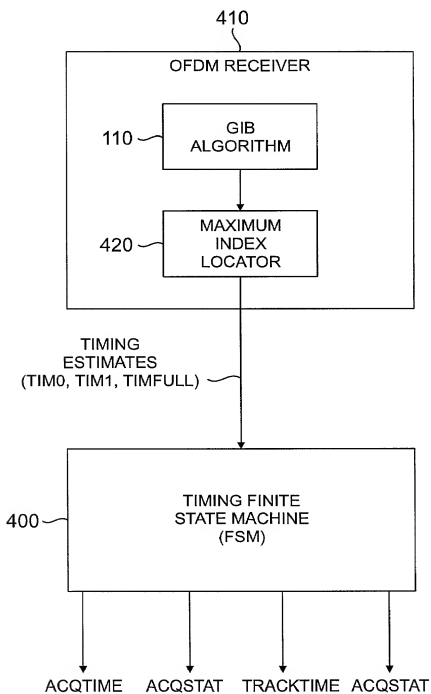 410
OFDM RECEIVER
110
GIB
ALGORITHM
420
MAXIMUM
INDEX
LOCATOR
TIMING
ESTIMATES
(TIM0, TIM1, TIMFULL)
400
TIMING FINITE
STATE MACHINE
(FSM)
ACQTIME ACQSTAT TRACKTIME ACQSTAT